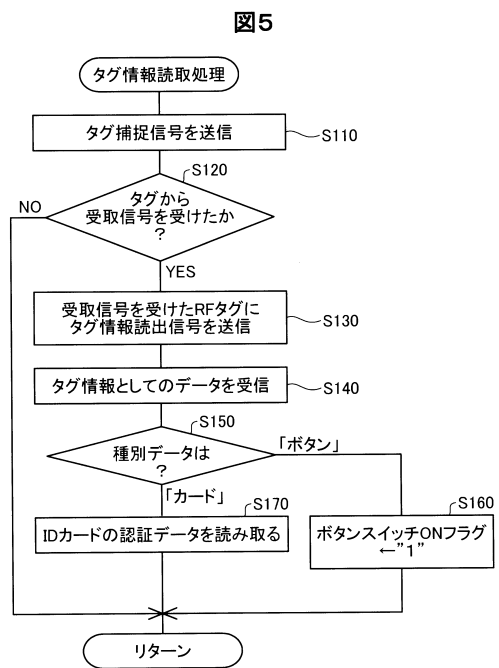 図5
タグ情報読取処理
タグ捕捉信号を送信
S110
S120
タグから
受取信号を受けたか
?
NO
YES
受取信号を受けたRFタグに
タグ情報読出信号を送信
S130
タグ情報としてのデータを受信
S140
S150
種別データは
?
「ボタン」
「カード」
S170
IDカードの認証データを読み取る
S160
ボタンスイッチONフラグ
←"1"
リターン